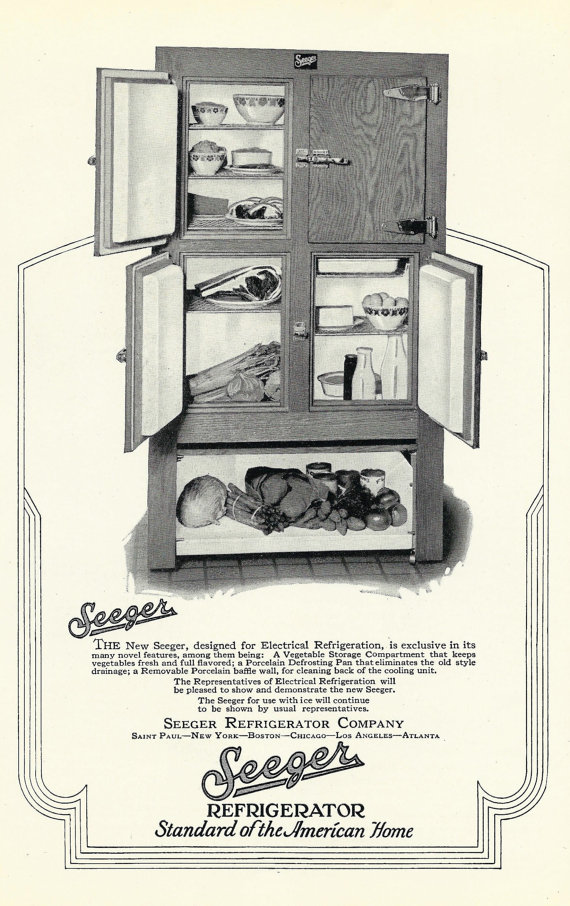 Seeger
Seeger
THE New Seeger, designed for Electrical Refrigeration, is exclusive in its
many novel features, among them being: A Vegetable Storage Compartment that keeps
vegetables fresh and full flavored; a Porcelain Defrosting Pan that eliminates the old style
drainage; a Removable Porcelain baffle wall, for cleaning back of the cooling unit.
The Representatives of Electrical Refrigeration will
be pleased to show and demonstrate the new Seeger.
The Seeger for use with ice will continue
to be shown by usual representatives.
SEEGER REFRIGERATOR COMPANY
SAINT PAUL—NEW YORK—BOSTON—CHICAGO—LOS ANGELES—ATLANTA
Seeger
REFRIGERATOR
Standard of the American Home